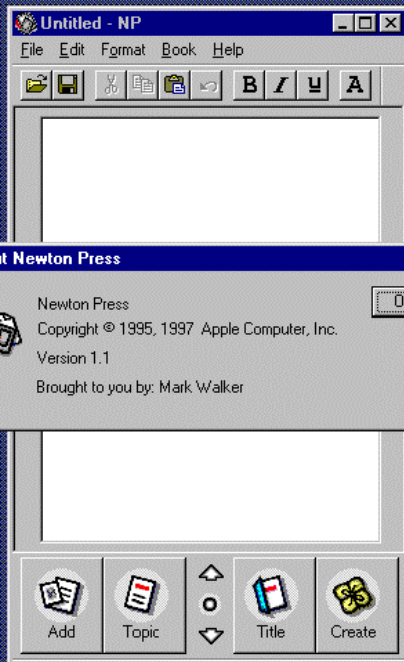 Untitled - NP
File Edit Format Book Help
B I U A
Newton Press
Newton Press
Copyright © 1995, 1997 Apple Computer, Inc.
Version 1.1
Brought to you by: Mark Walker
Add Topic Title Create